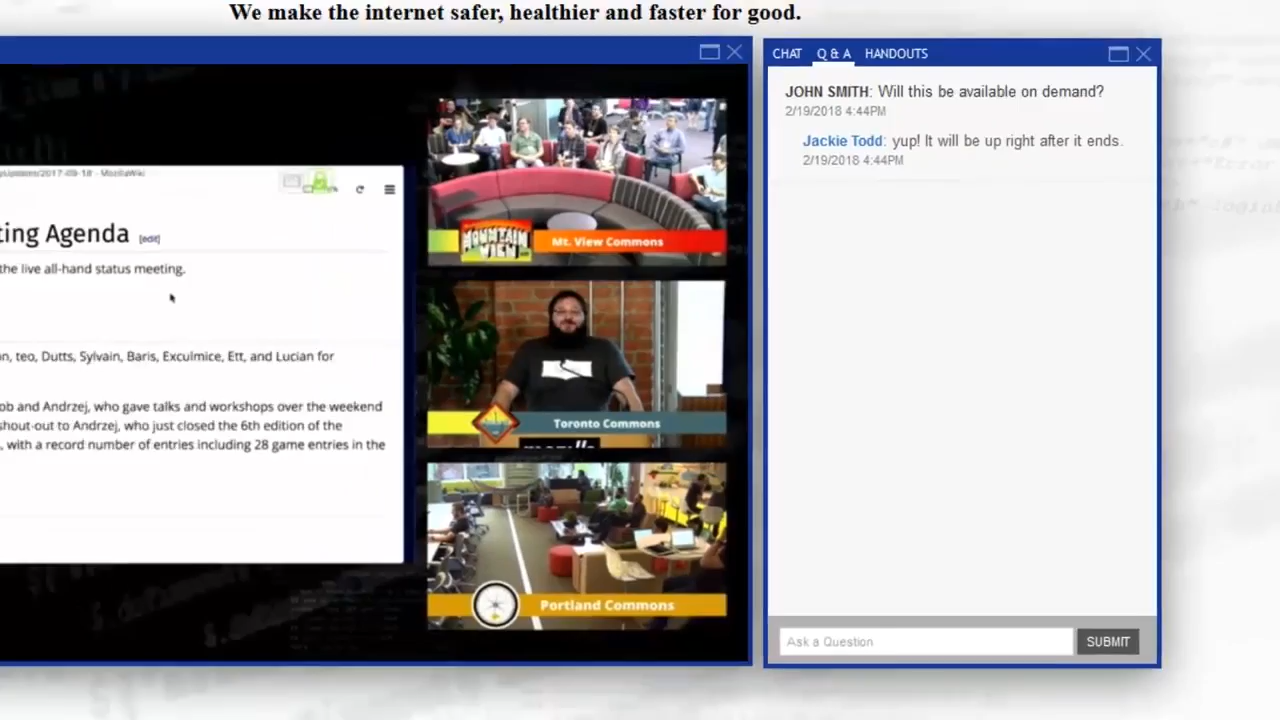 We make the internet safer, healthier and faster for good.
CHAT Q & A HANDOUTS
JOHN SMITH: Will this be available on demand?
2/19/2018 4:44PM
Jackie Todd: yup! It will be up right after it ends.
2/19/2018 4:44PM
- MozillaWiki
ting Agenda [edit]
the live all-hand status meeting.
on, teo, Dutts, Sylvain, Baris, Exculmice, Ett, and Lucian for
ob and Andrzej, who gave talks and workshops over the weekend
shout-out to Andrzej, who just closed the 6th edition of the
, with a record number of entries including 28 game entries in the
MOUNTAIN VIEW
Mt. View Commons
Toronto Commons
Portland Commons
Ask a Question
SUBMIT